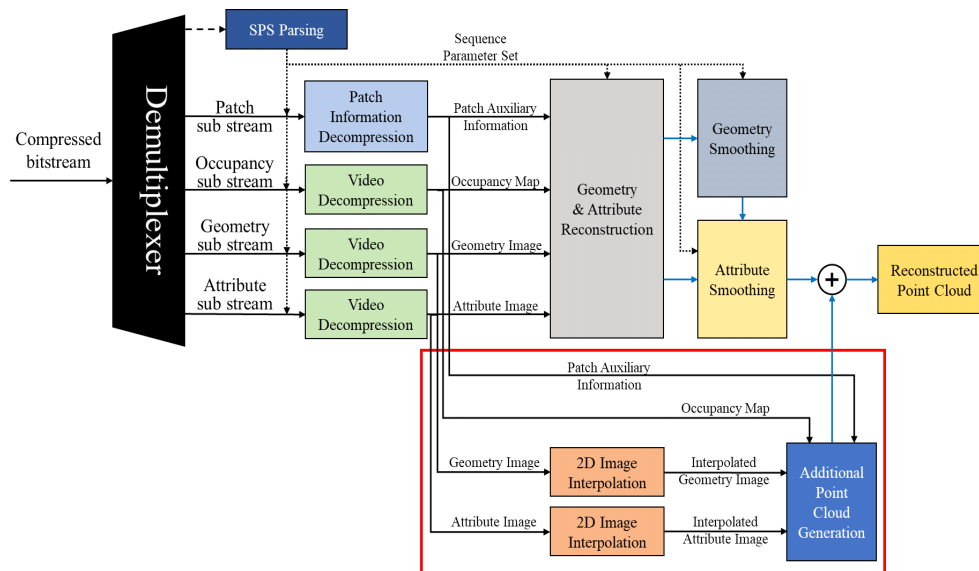 SPS Parsing
Sequence
Parameter Set
Demultiplexer
Compressed
bitstream
Patch
sub stream
Patch
Information
Decompression
Patch Auxiliary
Information
Occupancy
sub stream
Video
Decompression
Occupancy Map
Geometry
sub stream
Video
Decompression
Geometry Image
Attribute
sub stream
Video
Decompression
Attribute Image
Geometry
& Attribute
Reconstruction
Geometry
Smoothing
Attribute
Smoothing
+
Reconstructed
Point Cloud
Patch Auxiliary
Information
Occupancy Map
Geometry Image
2D Image
Interpolation
Interpolated
Geometry Image
Attribute Image
2D Image
Interpolation
Interpolated
Attribute Image
Additional
Point
Cloud
Generation